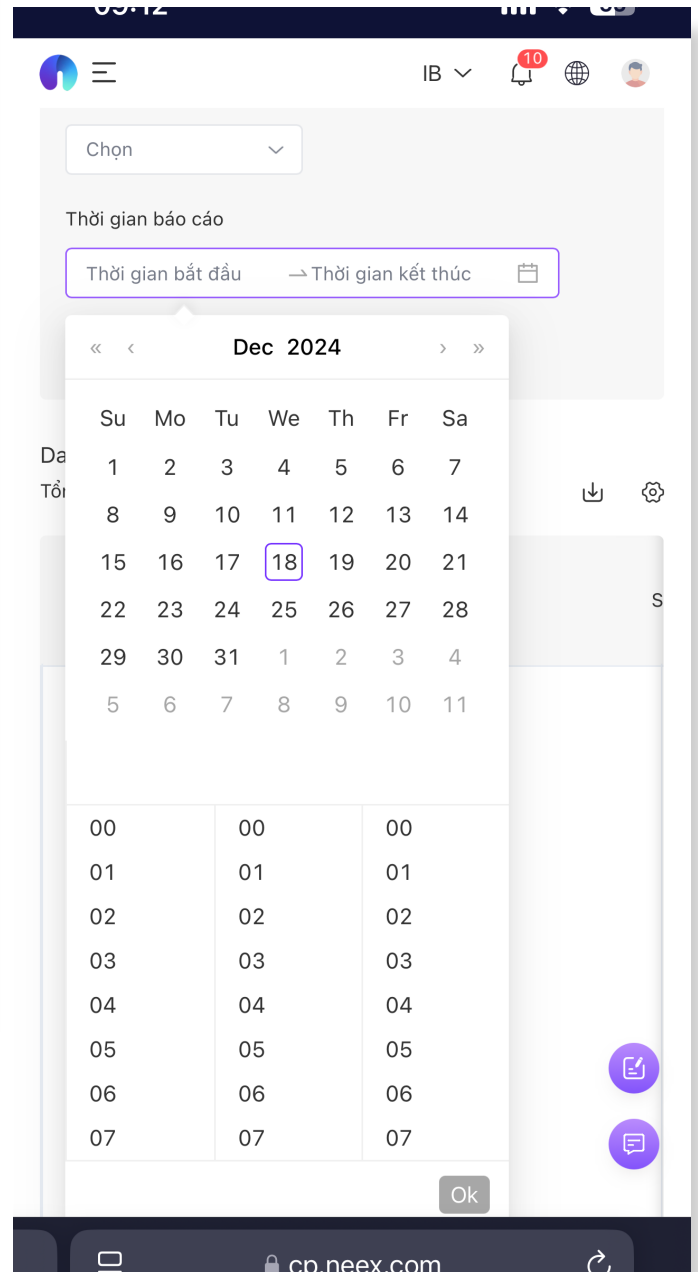 IB
10
Chọn
Thời gian báo cáo
Thời gian bắt đầu → Thời gian kết thúc
« ‹ Dec 2024 › »
Su Mo Tu We Th Fr Sa
1 2 3 4 5 6 7
8 9 10 11 12 13 14
15 16 17 18 19 20 21
22 23 24 25 26 27 28
29 30 31 1 2 3 4
5 6 7 8 9 10 11
00 00 00
01 01 01
02 02 02
03 03 03
04 04 04
05 05 05
06 06 06
07 07 07
Ok
cp.neex.com